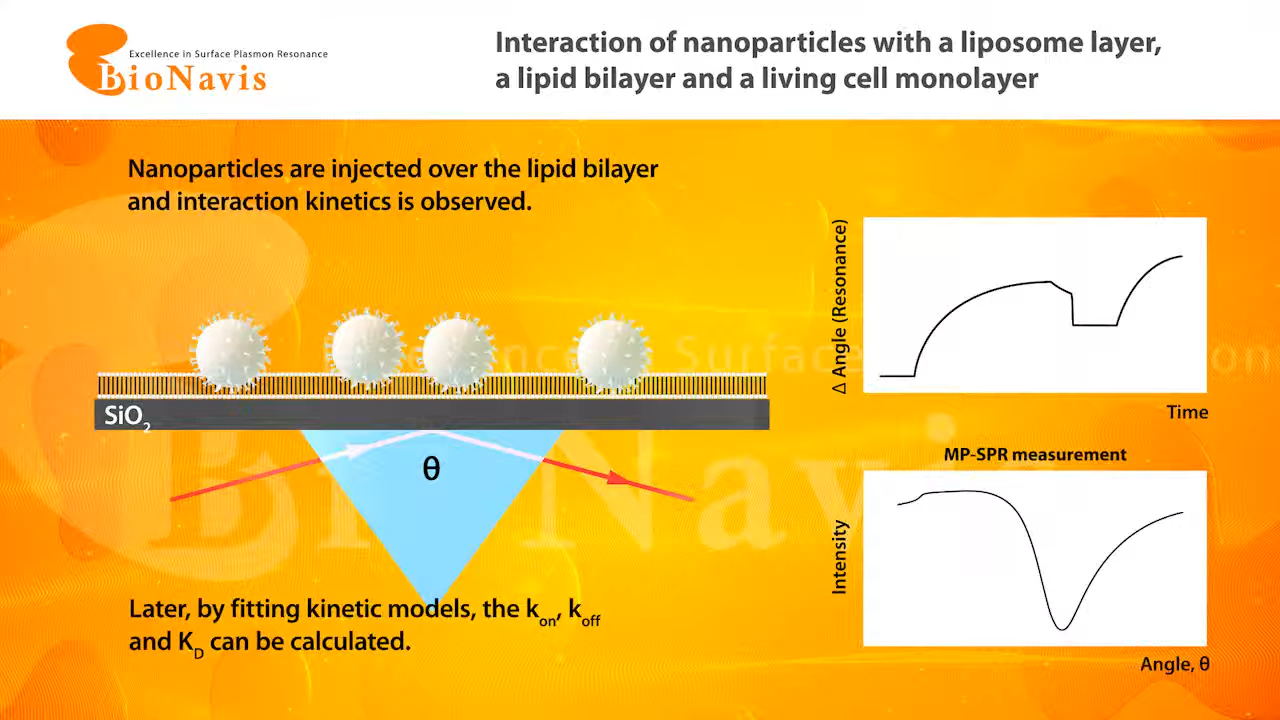 Excellence in Surface Plasmon Resonance
BioNavis
Interaction of nanoparticles with a liposome layer,
a lipid bilayer and a living cell monolayer
Nanoparticles are injected over the lipid bilayer
and interaction kinetics is observed.
Δ Angle (Resonance)
Time
SiO₂
θ
MP-SPR measurement
Intensity
Angle, θ
Later, by fitting kinetic models, the kon, koff
and KD can be calculated.